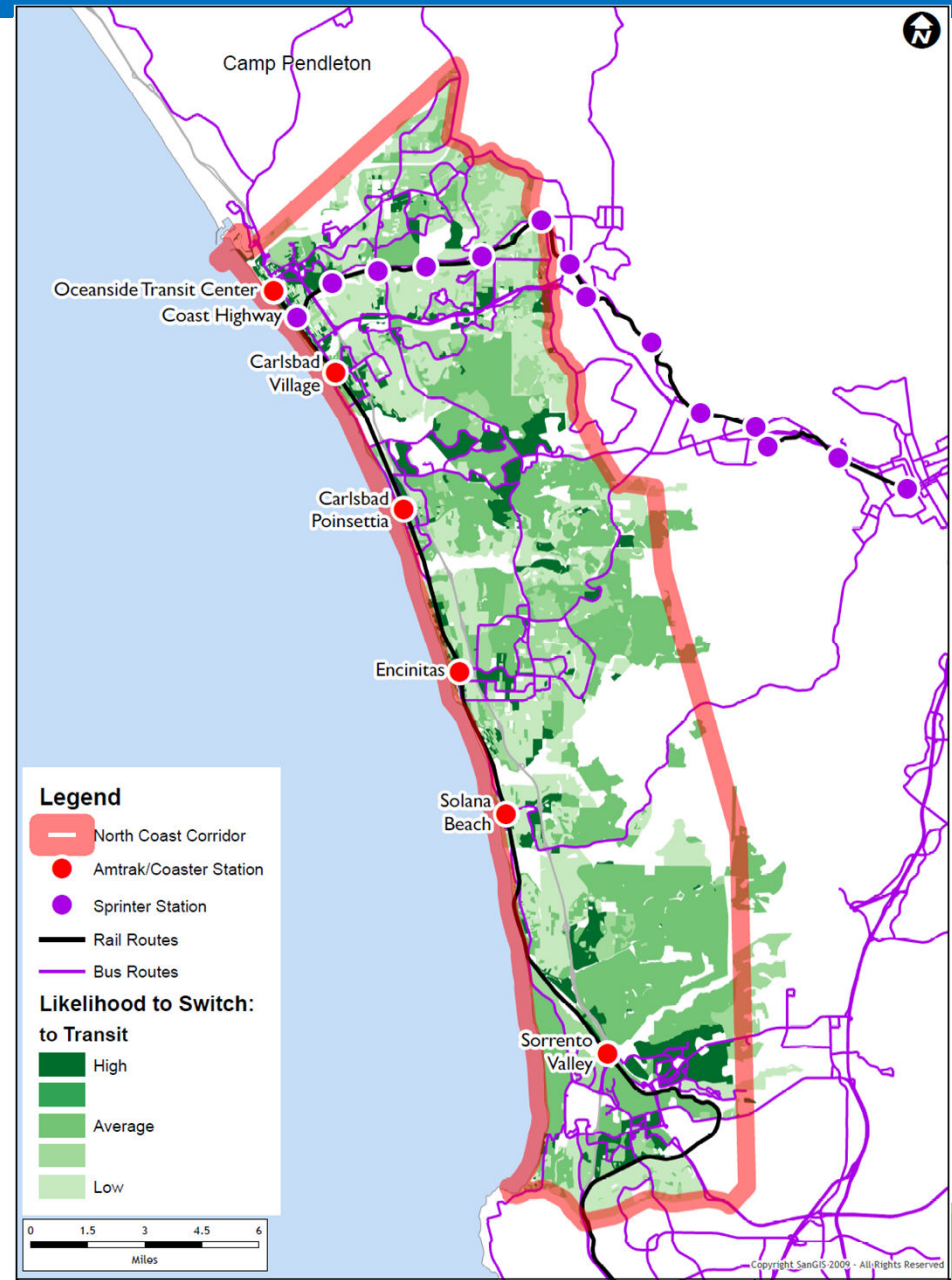 N
Camp Pendleton
Oceanside Transit Center
Coast Highway
Carlsbad
Village
Carlsbad
Poinsettia
Encinitas
Solana
Beach
Sorrento
Valley
Legend
North Coast Corridor
Amtrak/Coaster Station
Sprinter Station
Rail Routes
Bus Routes
Likelihood to Switch:
to Transit
High
Average
Low
0 1.5 3 4.5 6
Miles
Copyright SanGIS 2009 - All Rights Reserved